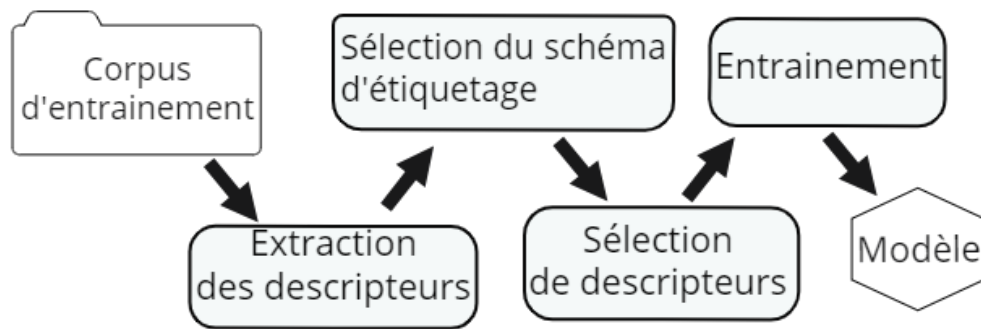 Corpus
d'entrainement
Extraction
des descripteurs
Sélection du schéma
d'étiquetage
Sélection
de descripteurs
Entrainement
Modèle